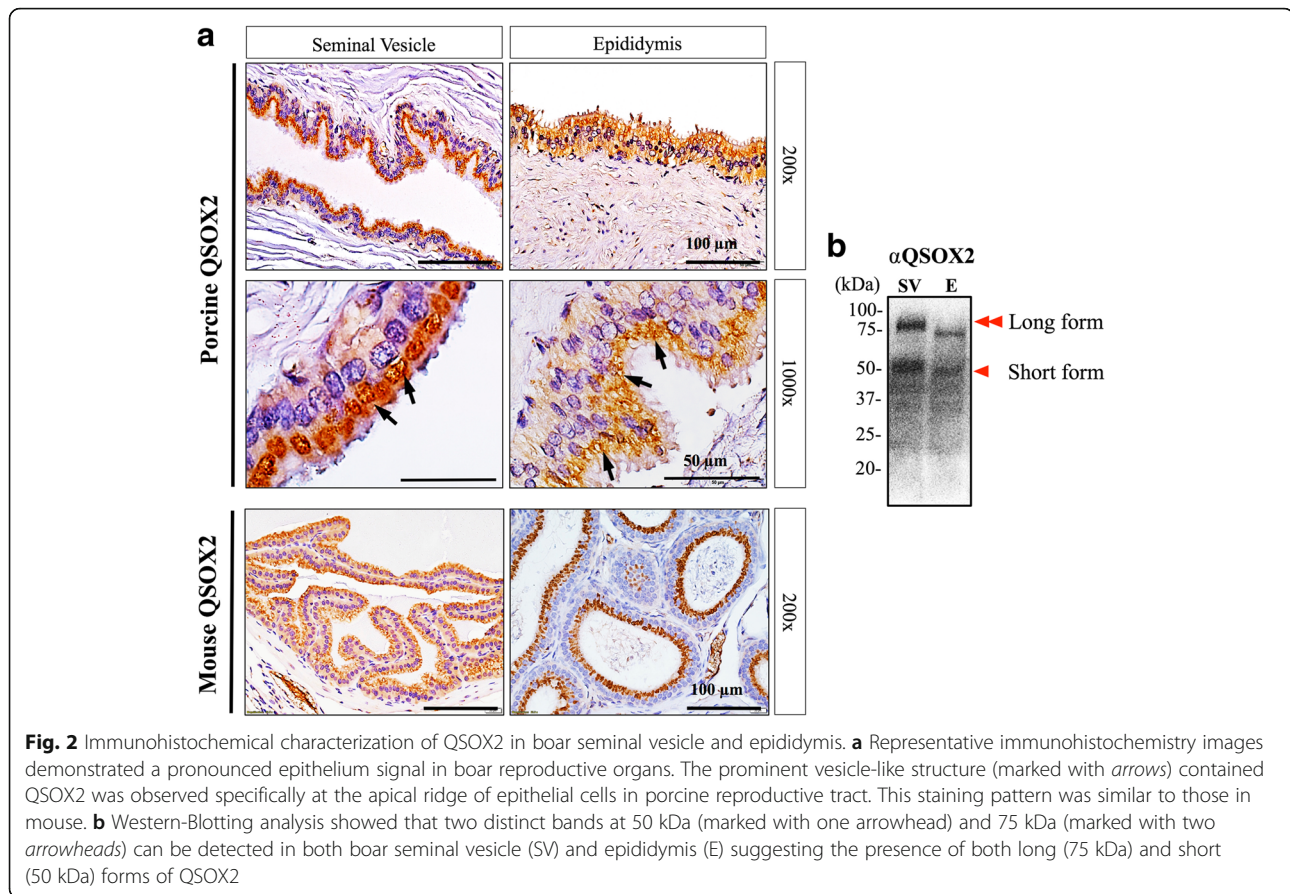 a
Seminal Vesicle
Epididymis
Porcine QSOX2
200x
100 µm
1000x
50 µm
50 µm
Mouse QSOX2
200x
100 µm
b
αQSOX2
(kDa) SV E
100-
75-
50-
37-
25-
20-
Long form
Short form
Fig. 2 Immunohistochemical characterization of QSOX2 in boar seminal vesicle and epididymis. a Representative immunohistochemistry images
demonstrated a pronounced epithelium signal in boar reproductive organs. The prominent vesicle-like structure (marked with arrows) contained
QSOX2 was observed specifically at the apical ridge of epithelial cells in porcine reproductive tract. This staining pattern was similar to those in
mouse. b Western-Blotting analysis showed that two distinct bands at 50 kDa (marked with one arrowhead) and 75 kDa (marked with two
arrowheads) can be detected in both boar seminal vesicle (SV) and epididymis (E) suggesting the presence of both long (75 kDa) and short
(50 kDa) forms of QSOX2